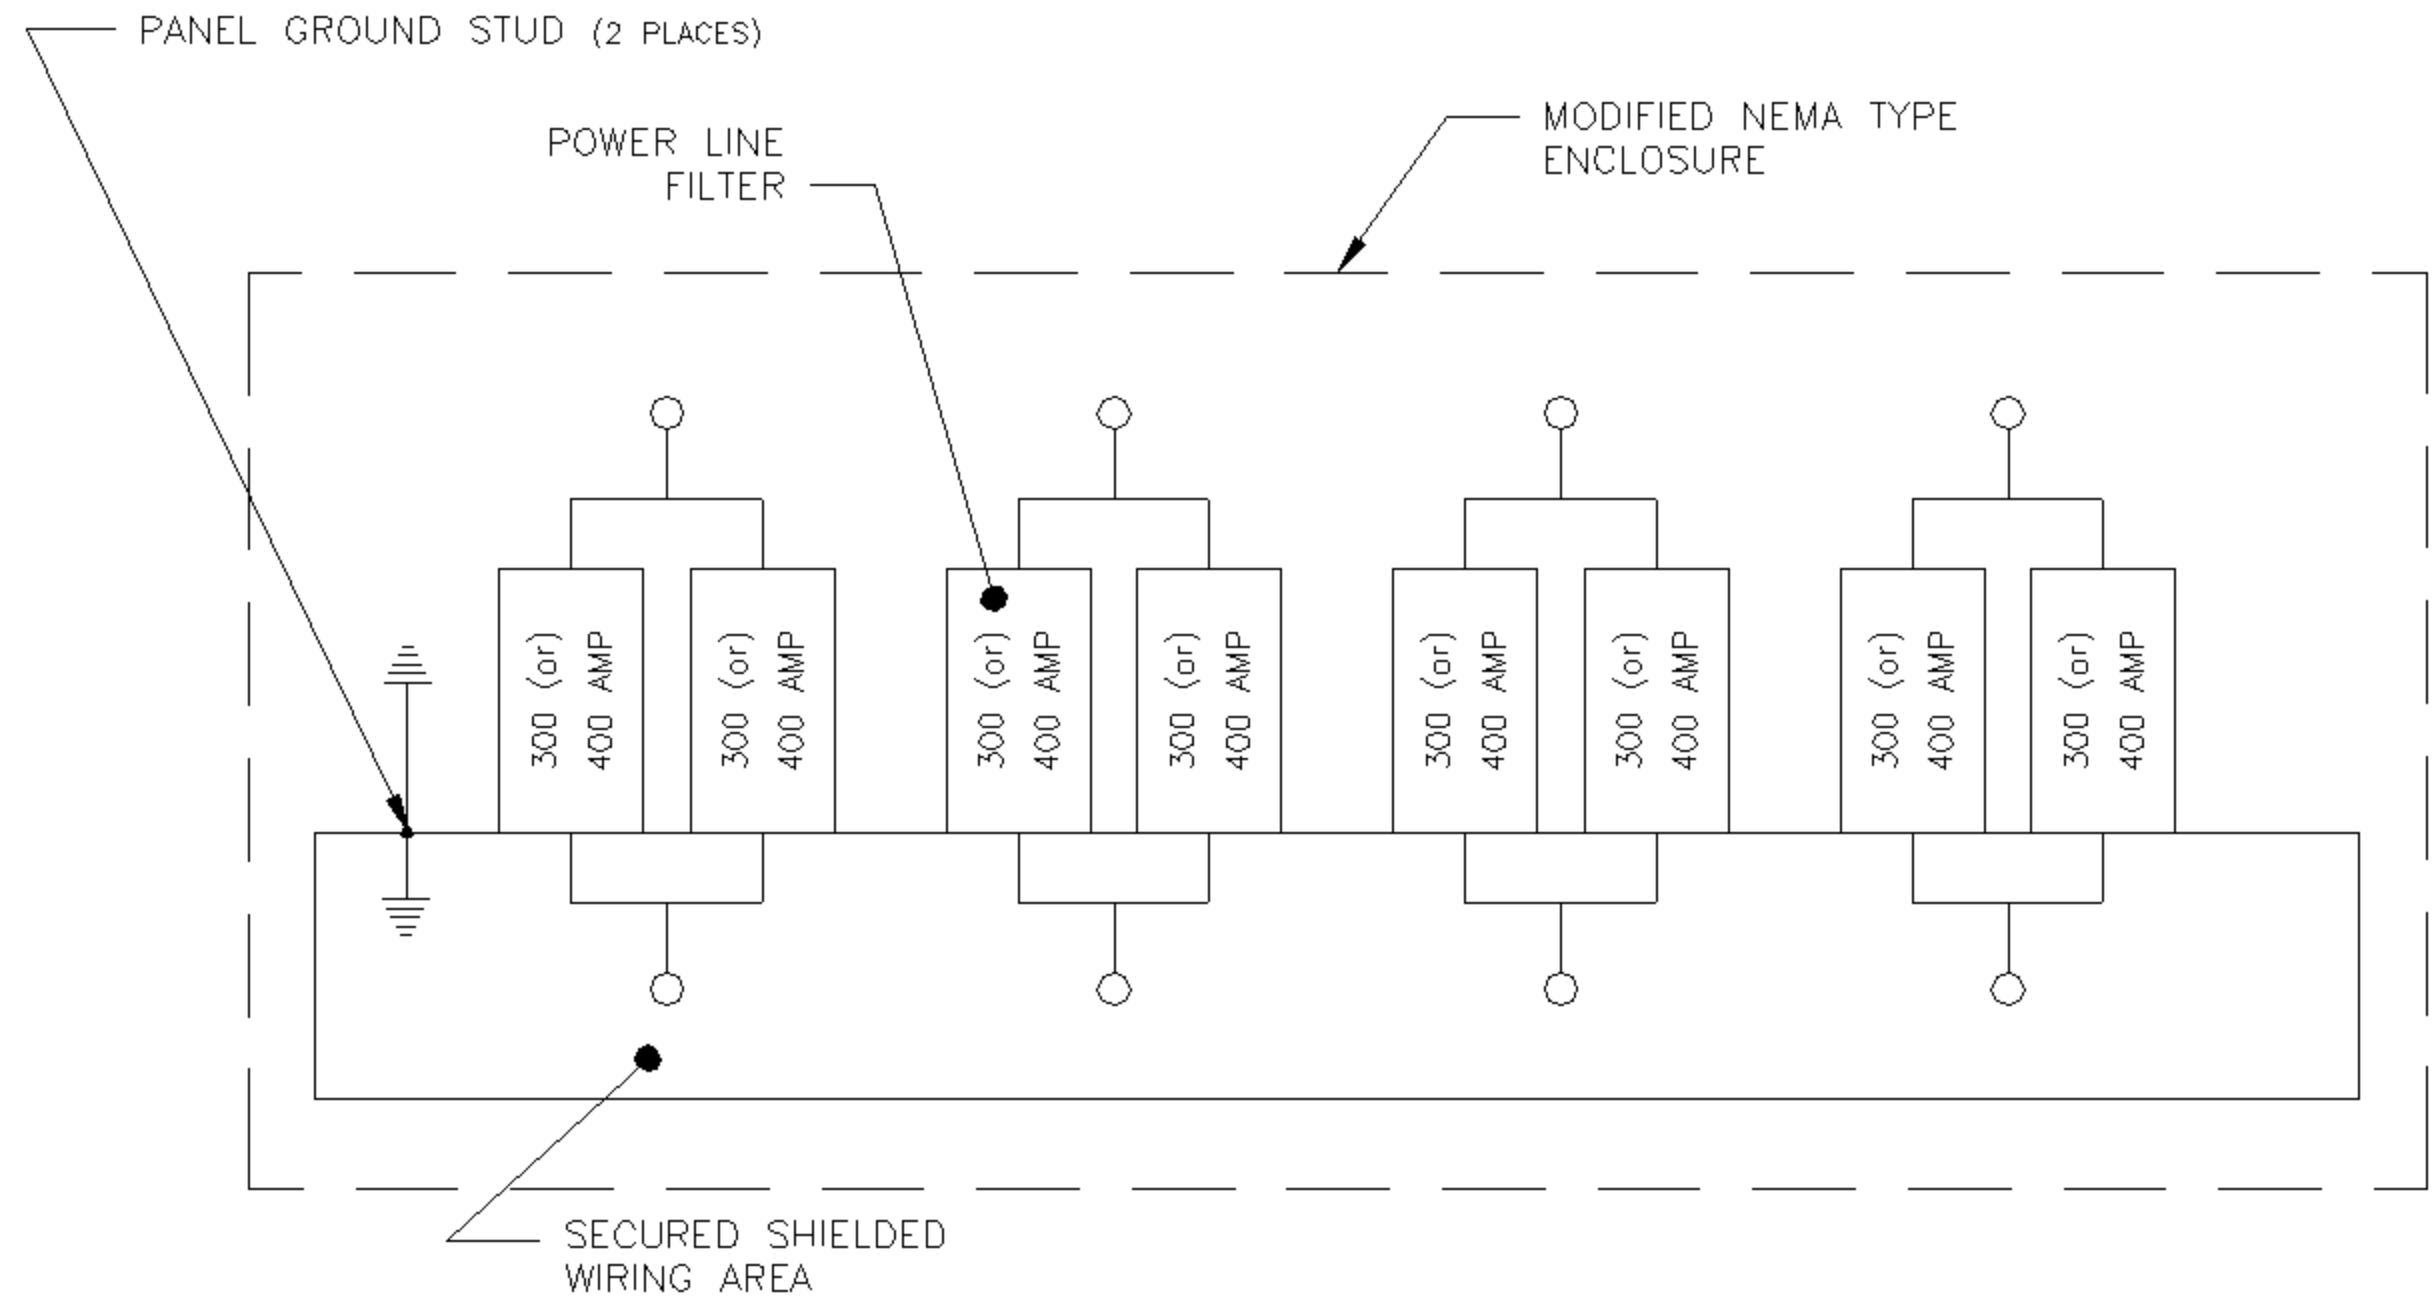 PANEL GROUND STUD (2 PLACES)
MODIFIED NEMA TYPE
ENCLOSURE
POWER LINE
FILTER
300 (or)
400 AMP
300 (or)
400 AMP
300 (or)
400 AMP
300 (or)
400 AMP
300 (or)
400 AMP
300 (or)
400 AMP
300 (or)
400 AMP
300 (or)
400 AMP
SECURED SHIELDED
WIRING AREA